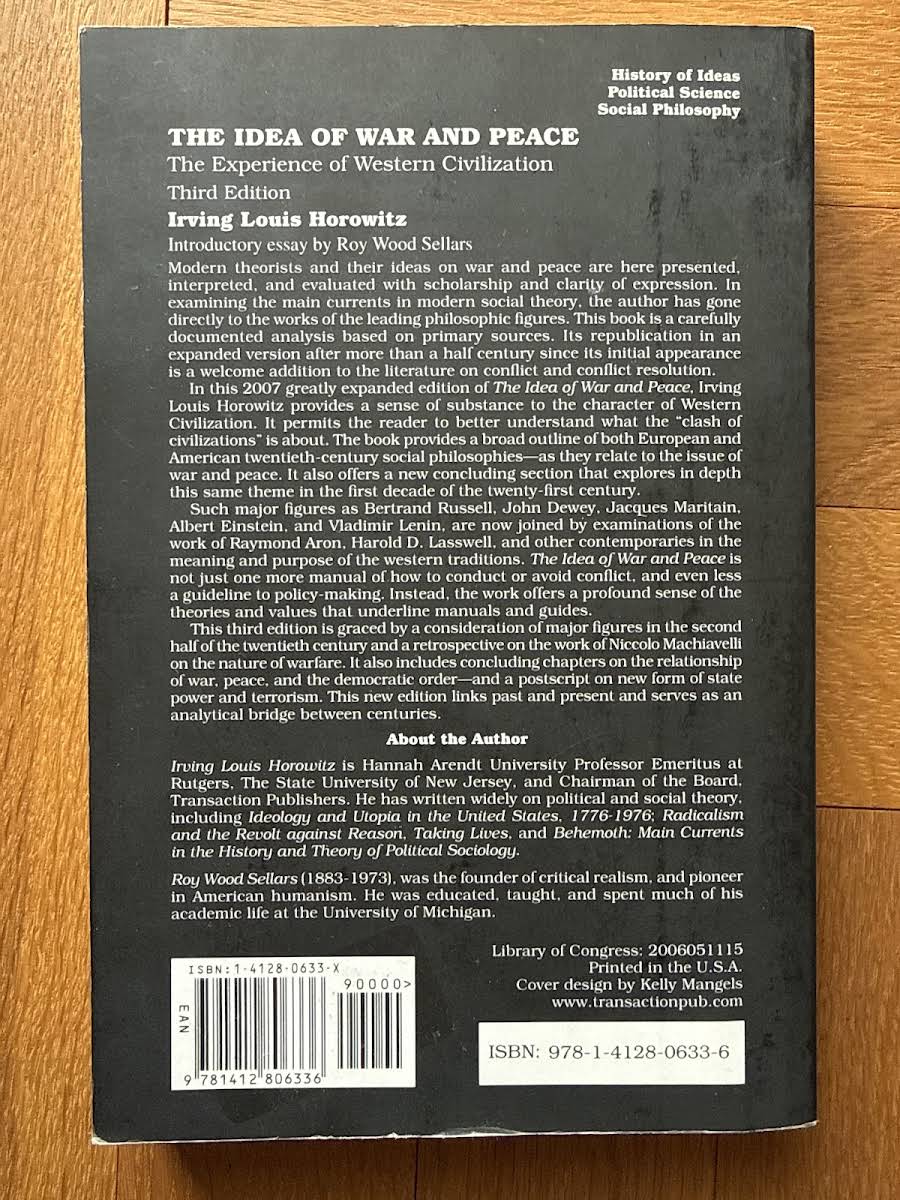 History of Ideas
Political Science
Social Philosophy
THE IDEA OF WAR AND PEACE
The Experience of Western Civilization
Third Edition
Irving Louis Horowitz
Introductory essay by Roy Wood Sellars
Modern theorists and their ideas on war and peace are here presented,
interpreted, and evaluated with scholarship and clarity of expression. In
examining the main currents in modern social theory, the author has gone
directly to the works of the leading philosophic figures. This book is a carefully
documented analysis based on primary sources. Its republication in an
expanded version after more than a half century since its initial appearance
is a welcome addition to the literature on conflict and conflict resolution.
In this 2007 greatly expanded edition of The Idea of War and Peace, Irving
Louis Horowitz provides a sense of substance to the character of Western
Civilization. It permits the reader to better understand what the “clash of
civilizations” is about. The book provides a broad outline of both European and
American twentieth-century social philosophies—as they relate to the issue of
war and peace. It also offers a new concluding section that explores in depth
this same theme in the first decade of the twenty-first century.
Such major figures as Bertrand Russell, John Dewey, Jacques Maritain,
Albert Einstein, and Vladimir Lenin, are now joined by examinations of the
work of Raymond Aron, Harold D. Lasswell, and other contemporaries in the
meaning and purpose of the western traditions. The Idea of War and Peace is
not just one more manual of how to conduct or avoid conflict, and even less
a guideline to policy-making. Instead, the work offers a profound sense of the
theories and values that underline manuals and guides.
This third edition is graced by a consideration of major figures in the second
half of the twentieth century and a retrospective on the work of Niccolo Machiavelli
on the nature of warfare. It also includes concluding chapters on the relationship
of war, peace, and the democratic order—and a postscript on new form of state
power and terrorism. This new edition links past and present and serves as an
analytical bridge between centuries.
About the Author
Irving Louis Horowitz is Hannah Arendt University Professor Emeritus at
Rutgers, The State University of New Jersey, and Chairman of the Board,
Transaction Publishers. He has written widely on political and social theory,
including Ideology and Utopia in the United States, 1776-1976; Radicalism
and the Revolt against Reason, Taking Lives, and Behemoth: Main Currents
in the History and Theory of Political Sociology.
Roy Wood Sellars (1883-1973), was the founder of critical realism, and pioneer
in American humanism. He was educated, taught, and spent much of his
academic life at the University of Michigan.
Library of Congress: 2006051115
Printed in the U.S.A.
Cover design by Kelly Mangels
www.transactionpub.com
ISBN: 1-4128-0633-X
90000>
EAN
9 781412 806336
ISBN: 978-1-4128-0633-6